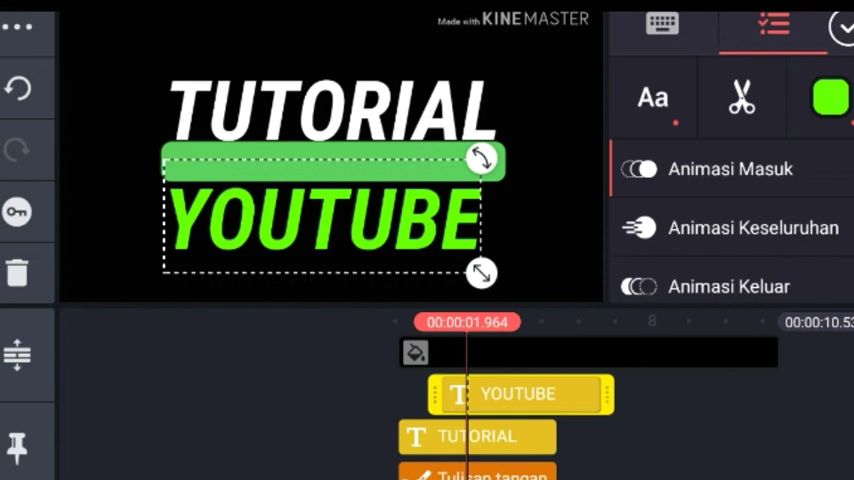 Made with KINEMASTER
TUTORIAL
YOUTUBE
Aa
Animasi Masuk
Animasi Keseluruhan
Animasi Keluar
00:00:01.964
8
00:00:10.53
T YOUTUBE
T TUTORIAL
Tulisan tangan